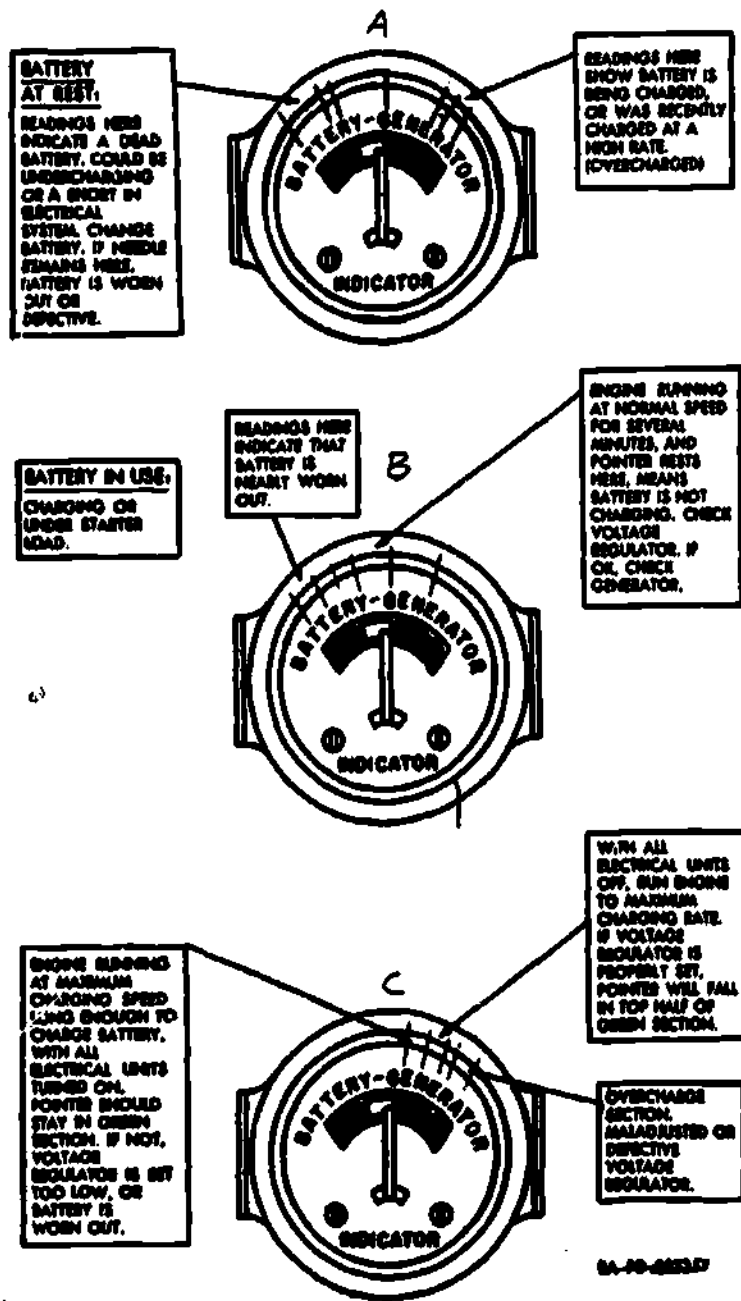 A
BATTERY
AT REST:
READINGS HERE
INDICATE A DEAD
BATTERY. COULD BE
UNDERCHARGING
OR A SHORT IN
ELECTRICAL
SYSTEM. CHANGE
BATTERY. IF NEEDLE
REMAINS HERE,
BATTERY IS WORN
OUT OR
DEFECTIVE.
READINGS HERE
SHOW BATTERY IS
BEING CHARGED,
OR WAS RECENTLY
CHARGED AT A
HIGH RATE.
(OVERCHARGED)
BATTERY-GENERATOR
INDICATOR
B
BATTERY IN USE:
CHARGING OR
UNDER STARTER
LOAD.
READINGS HERE
INDICATE THAT
BATTERY IS
NEARLY WORN
OUT.
ENGINE RUNNING
AT NORMAL SPEED
FOR SEVERAL
MINUTES, AND
POINTER RESTS
HERE, MEANS
BATTERY IS NOT
CHARGING. CHECK
VOLTAGE
REGULATOR. IF
OK, CHECK
GENERATOR.
BATTERY-GENERATOR
INDICATOR
C
ENGINE RUNNING
AT MAXIMUM
CHARGING SPEED
LONG ENOUGH TO
CHARGE BATTERY,
WITH ALL
ELECTRICAL UNITS
TURNED ON,
POINTER SHOULD
STAY IN GREEN
SECTION. IF NOT,
VOLTAGE
REGULATOR IS SET
TOO LOW, OR
BATTERY IS
WORN OUT.
WITH ALL
ELECTRICAL UNITS
OFF, RUN ENGINE
TO MAXIMUM
CHARGING RATE.
IF VOLTAGE
REGULATOR IS
PROPERLY SET,
POINTER WILL FALL
IN TOP HALF OF
GREEN SECTION.
OVERCHARGE
SECTION.
MALADJUSTED OR
DEFECTIVE
VOLTAGE
REGULATOR.
BATTERY-GENERATOR
INDICATOR